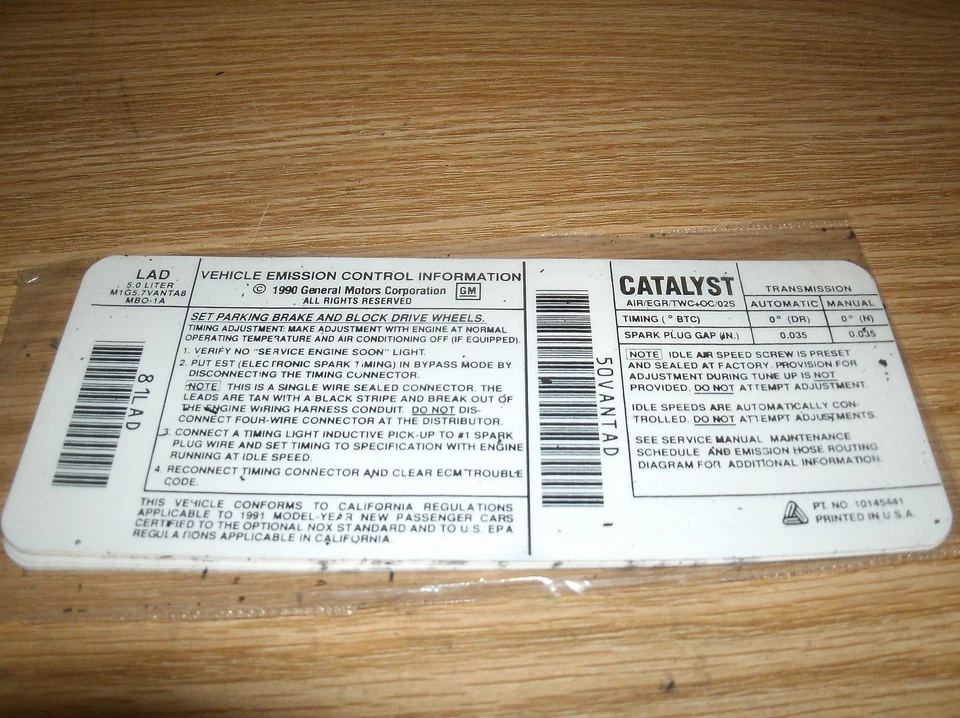 LAD
5.0 LITER
M1G5.7VANTA8
MBO-1A
VEHICLE EMISSION CONTROL INFORMATION
© 1990 General Motors Corporation GM
ALL RIGHTS RESERVED
SET PARKING BRAKE AND BLOCK DRIVE WHEELS.
TIMING ADJUSTMENT: MAKE ADJUSTMENT WITH ENGINE AT NORMAL
OPERATING TEMPERATURE AND AIR CONDITIONING OFF (IF EQUIPPED).
1. VERIFY NO "SERVICE ENGINE SOON" LIGHT.
2. PUT EST (ELECTRONIC SPARK TIMING) IN BYPASS MODE BY
DISCONNECTING THE TIMING CONNECTOR.
NOTE THIS IS A SINGLE WIRE SEALED CONNECTOR. THE
LEADS ARE TAN WITH A BLACK STRIPE AND BREAK OUT OF
THE ENGINE WIRING HARNESS CONDUIT. DO NOT DIS-
CONNECT FOUR-WIRE CONNECTOR AT THE DISTRIBUTOR.
3. CONNECT A TIMING LIGHT INDUCTIVE PICK-UP TO #1 SPARK
PLUG WIRE AND SET TIMING TO SPECIFICATION WITH ENGINE
RUNNING AT IDLE SPEED.
4. RECONNECT TIMING CONNECTOR AND CLEAR ECM TROUBLE
CODE.
THIS VEHICLE CONFORMS TO CALIFORNIA REGULATIONS
APPLICABLE TO 1991 MODEL-YEAR NEW PASSENGER CARS
CERTIFIED TO THE OPTIONAL NOX STANDARD AND TO U.S. EPA
REGULATIONS APPLICABLE IN CALIFORNIA.
81LAD
50VANTAD
CATALYST
AIR/EGR/TWC+OC/02S
TRANSMISSION
AUTOMATIC MANUAL
TIMING (° BTC) 0° (DR) 0° (N)
SPARK PLUG GAP (IN.) 0.035 0.035
NOTE IDLE AIR SPEED SCREW IS PRESET
AND SEALED AT FACTORY. PROVISION FOR
ADJUSTMENT DURING TUNE UP IS NOT
PROVIDED. DO NOT ATTEMPT ADJUSTMENT.
IDLE SPEEDS ARE AUTOMATICALLY CON-
TROLLED. DO NOT ATTEMPT ADJUSTMENTS.
SEE SERVICE MANUAL MAINTENANCE
SCHEDULE AND EMISSION HOSE ROUTING
DIAGRAM FOR ADDITIONAL INFORMATION.
PT. NO 10145441
PRINTED IN U.S.A.